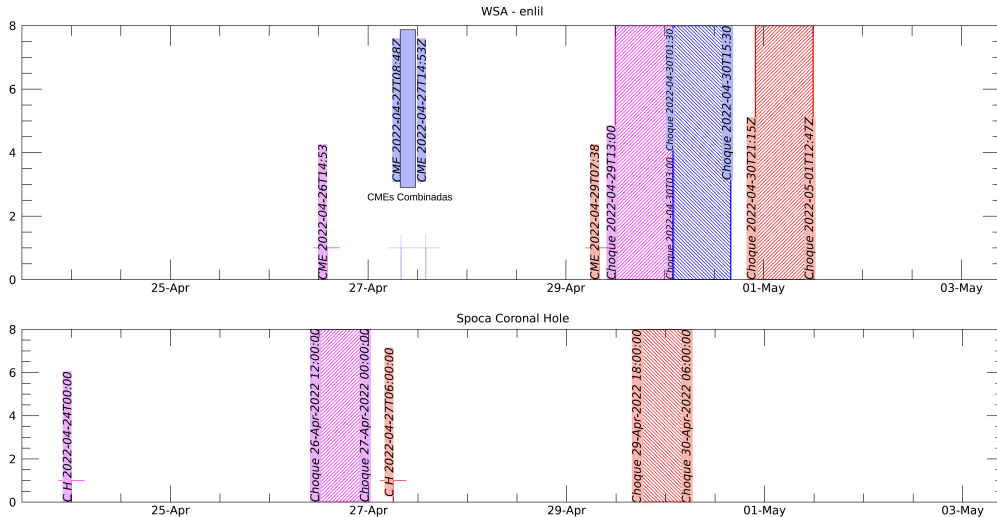 WSA - enlil
8
6
4
2
0
CME 2022-04-26T14:53
CME 2022-04-27T08:48Z
CME 2022-04-27T14:53Z
CMEs Combinadas
CME 2022-04-29T07:38
Choque 2022-04-29T13:00
Choque 2022-04-30T03:00
Choque 2022-04-30T01:30
Choque 2022-04-30T15:30
Choque 2022-04-30T21:15Z
Choque 2022-05-01T12:47Z
25-Apr
27-Apr
29-Apr
01-May
03-May
Spoca Coronal Hole
8
6
4
2
0
C.H 2022-04-24T00:00
Choque 26-Apr-2022 12:00:00
Choque 27-Apr-2022 00:00:00
C.H 2022-04-27T06:00:00
Choque 29-Apr-2022 18:00:00
Choque 30-Apr-2022 06:00:00
25-Apr
27-Apr
29-Apr
01-May
03-May